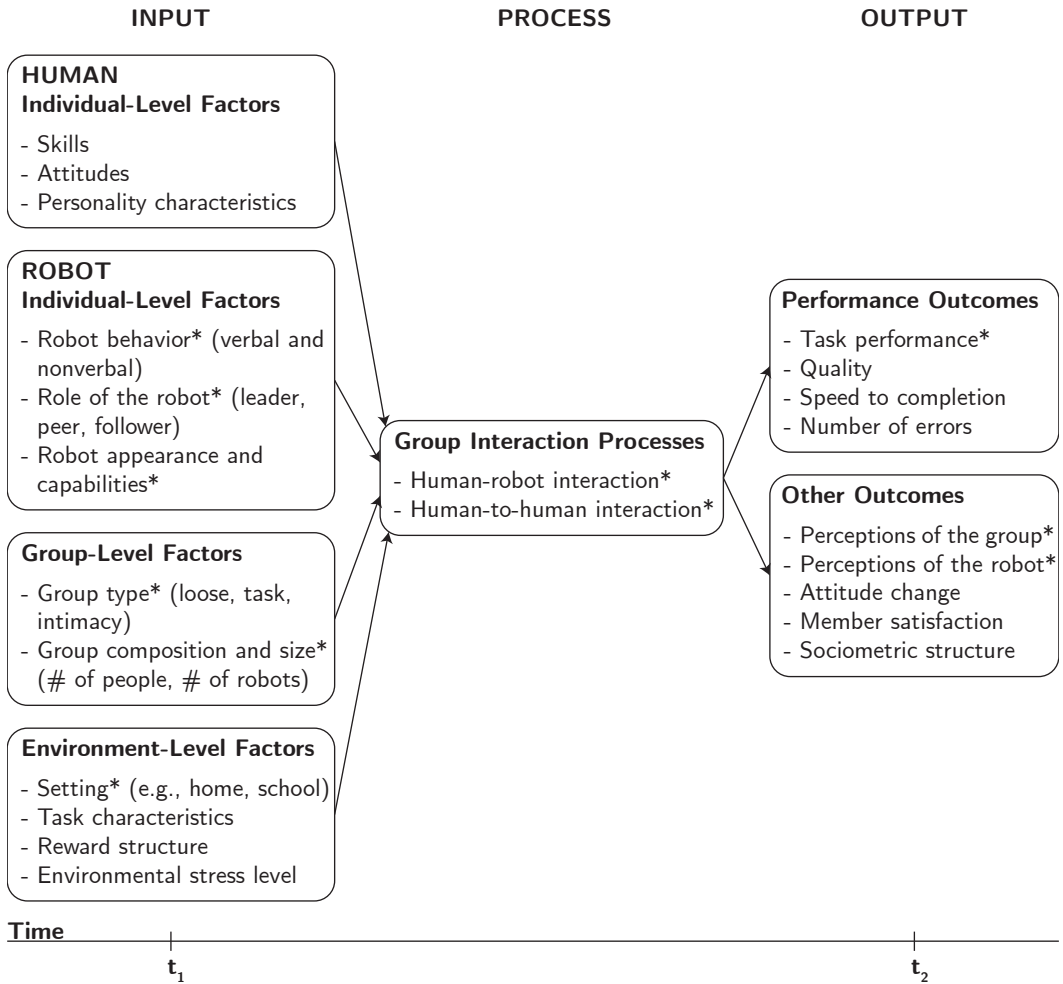 INPUT
PROCESS
OUTPUT
HUMAN
Individual-Level Factors
- Skills
- Attitudes
- Personality characteristics
ROBOT
Individual-Level Factors
- Robot behavior* (verbal and
nonverbal)
- Role of the robot* (leader,
peer, follower)
- Robot appearance and
capabilities*
Group-Level Factors
- Group type* (loose, task,
intimacy)
- Group composition and size*
(# of people, # of robots)
Environment-Level Factors
- Setting* (e.g., home, school)
- Task characteristics
- Reward structure
- Environmental stress level
Group Interaction Processes
- Human-robot interaction*
- Human-to-human interaction*
Performance Outcomes
- Task performance*
- Quality
- Speed to completion
- Number of errors
Other Outcomes
- Perceptions of the group*
- Perceptions of the robot*
- Attitude change
- Member satisfaction
- Sociometric structure
Time
t₁
t₂